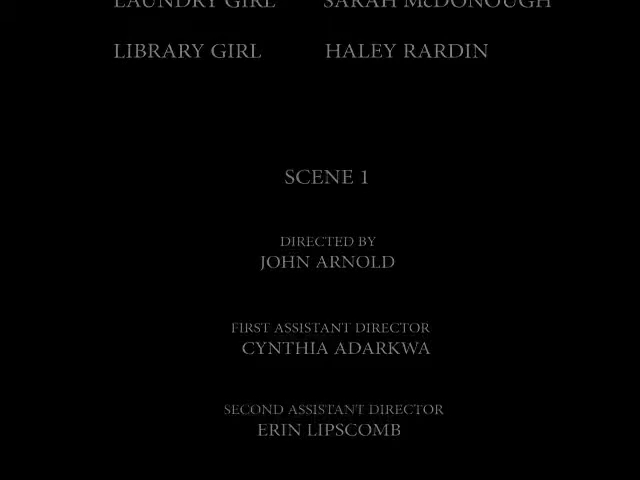 LAUNDRY GIRL SARAH McDONOUGH
LIBRARY GIRL HALEY RARDIN
SCENE 1
DIRECTED BY
JOHN ARNOLD
FIRST ASSISTANT DIRECTOR
CYNTHIA ADARKWA
SECOND ASSISTANT DIRECTOR
ERIN LIPSCOMB